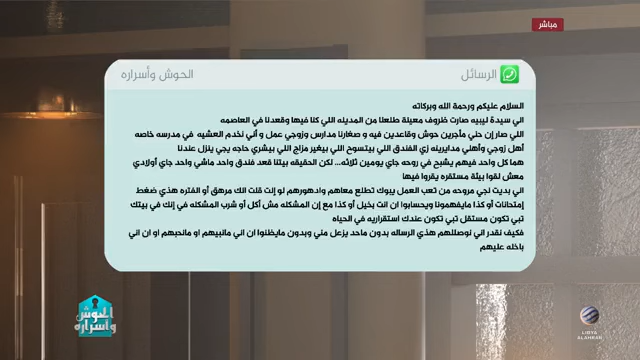 مباشر
الرسائل
الحوش وأسراره
السلام عليكم ورحمة الله وبركاته
اني سيدة ليبيه صارت ظروف معينة طلعنا من المدينه اللي كنا فيها وقعدنا في العاصمه
اللي صار إن حني مأجرين حوش وقاعدين فيه و صغارنا مدارس وزوجي عمل و أني نخدم العشيه في مدرسه خاصه
أهل زوجي وأهلي مدايرينه زي الفندق اللي بيتسوح اللي بيغير مزاج اللي بيشري حاجه يجي ينزل عندنا
هما كل واحد فيهم يشبح في روحه جاي يومين ثلاثه... لكن الحقيقه بيتنا قعد فندق واحد ماشي واحد جاي أولادي
معش لقوا بيئة مستقره يقروا فيها
اني بديت نجي مروحه من تعب العمل يبوك تطلع معاهم وادهورهم لو إلا قلت انك مرهق أو الفتره هذي ضغط
إمتحانات أو كذا مايفهمونا ويحسابوا ان انت بخيل أو كذا مع إن المشكله مش أكل أو شرب المشكله في إنك في بيتك
تبي تكون مستقل تبي تكون عندك استقراريه في الحياه
فكيف نقدر اني نوصللهم هذي الرساله بدون ماحد يزعل مني وبدون مايظنوا ان اني مانبيهم او مانحبهم او ان اني
باخله عليهم
الحوش
وأسراره
LIBYA
ALAHRAR